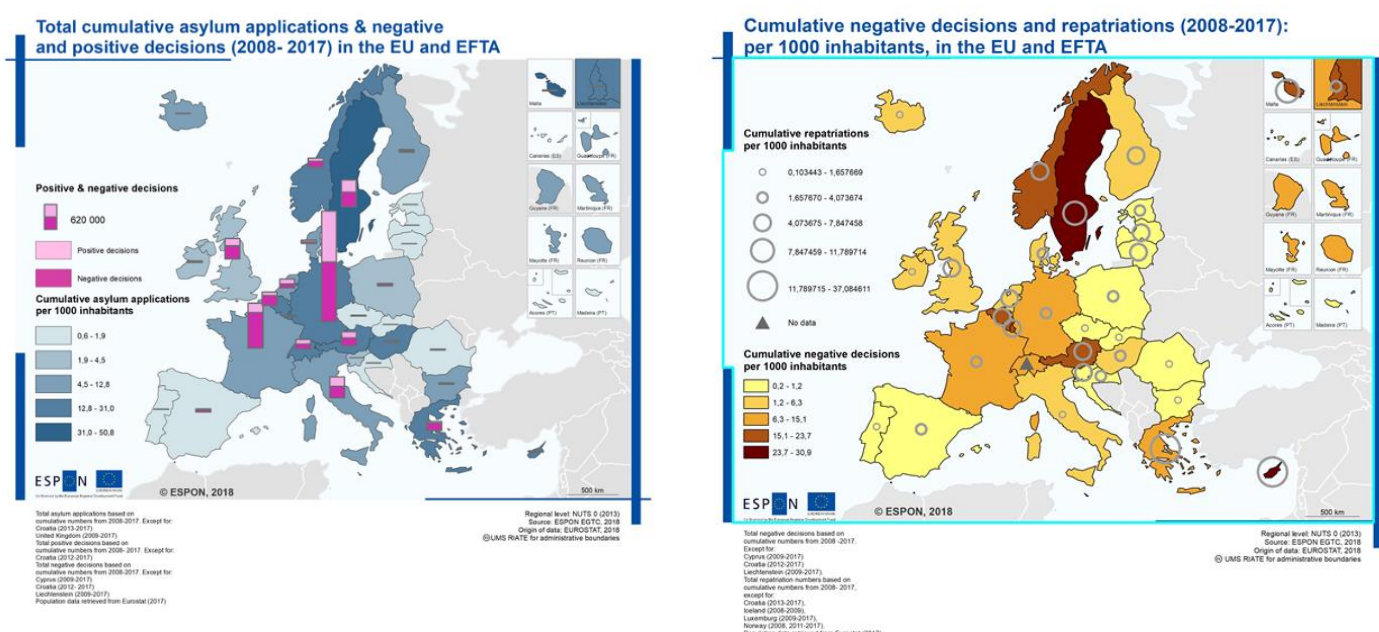 Total cumulative asylum applications & negative
and positive decisions (2008- 2017) in the EU and EFTA
Positive & negative decisions
620 000
Positive decisions
Negative decisions
Cumulative asylum applications
per 1000 inhabitants
0,6 - 1,9
1,9 - 4,5
4,5 - 12,8
12,8 - 31,0
31,0 - 50,8
Malta
Liechtenstein
Canarias (ES)
Guadeloupe (FR)
Guyane (FR)
Martinique (FR)
Mayotte (FR)
Reunion (FR)
Acores (PT)
Madeira (PT)
ESPON
© ESPON, 2018
500 km
Total asylum applications based on
cumulative numbers from 2008-2017. Except for:
Croatia (2013-2017)
United Kingdom (2009-2017)
Total positive decisions based on
cumulative numbers from 2008- 2017. Except for:
Croatia (2012-2017)
Total negative decisions based on
cumulative numbers from 2008-2017. Except for:
Cyprus (2009-2017)
Croatia (2012- 2017)
Liechtenstein (2009-2017)
Population data retrieved from Eurostat (2017)
Regional level: NUTS 0 (2013)
Source: ESPON EGTC, 2018
Origin of data: EUROSTAT, 2018
© UMS RIATE for administrative boundaries
Cumulative negative decisions and repatriations (2008-2017):
per 1000 inhabitants, in the EU and EFTA
Cumulative repatriations
per 1000 inhabitants
0,103443 - 1,657669
1,657670 - 4,073674
4,073675 - 7,847458
7,847459 - 11,789714
11,789715 - 37,084611
No data
Cumulative negative decisions
per 1000 inhabitants
0,2 - 1,2
1,2 - 6,3
6,3 - 15,1
15,1 - 23,7
23,7 - 30,9
Malta
Liechtenstein
Canarias (ES)
Guadeloupe (FR)
Guyane (FR)
Martinique (FR)
Mayotte (FR)
Reunion (FR)
Acores (PT)
Madeira (PT)
ESPON
© ESPON, 2018
500 km
Total negative decisions based on
cumulative numbers from 2008 -2017.
Except for:
Cyprus (2009-2017)
Croatia (2012-2017)
Liechtenstein (2009-2017).
Total repatriation numbers based on
cumulative numbers from 2008- 2017,
except for:
Croatia (2013-2017),
Iceland (2008-2009),
Luxemburg (2009-2017),
Norway (2008, 2011-2017).
Regional level: NUTS 0 (2013)
Source: ESPON EGTC, 2018
Origin of data: EUROSTAT, 2018
© UMS RIATE for administrative boundaries